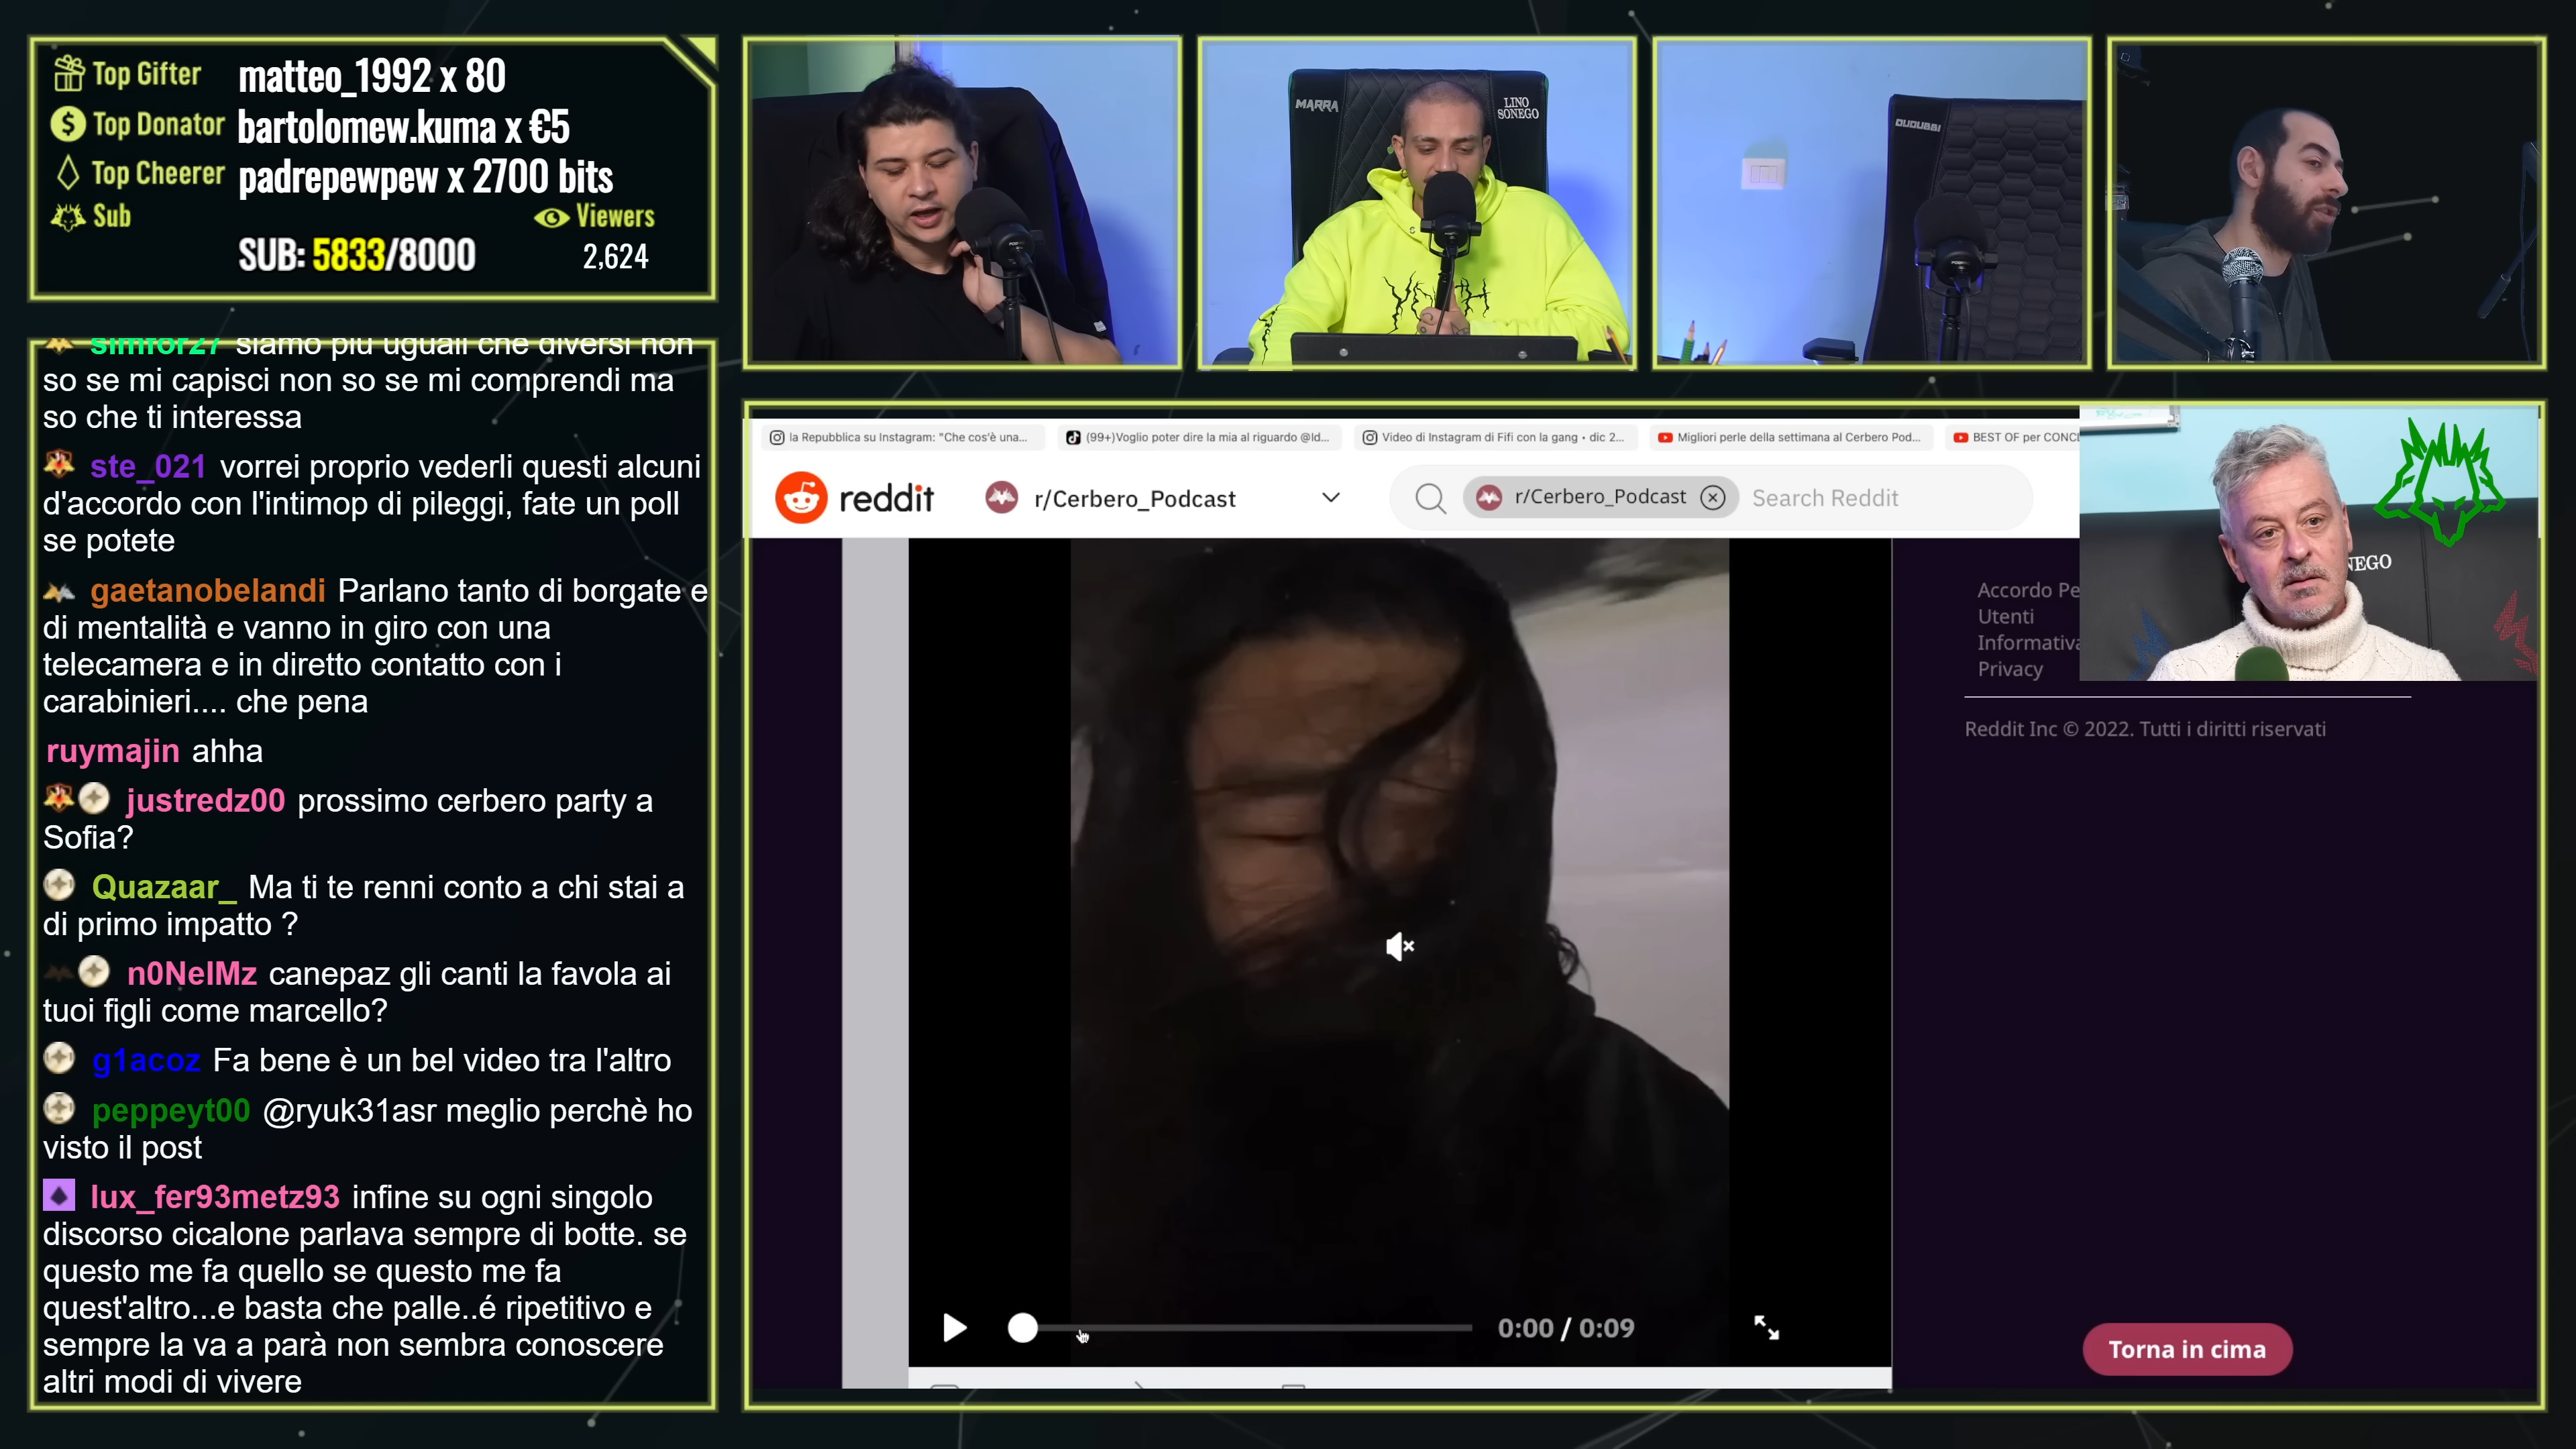 Top Gifter matteo_1992 x 80
Top Donator bartolomew.kuma x €5
Top Cheerer padrepewpew x 2700 bits
Sub Viewers
SUB: 5833/8000 2,624
MARRA
LINO
SONEGO
DUDUBBI
simfor27 siamo più uguali che diversi non
so se mi capisci non so se mi comprendi ma
so che ti interessa
ste_021 vorrei proprio vederli questi alcuni
d'accordo con l'intimop di pileggi, fate un poll
se potete
gaetanobelandi Parlano tanto di borgate e
di mentalità e vanno in giro con una
telecamera e in diretto contatto con i
carabinieri.... che pena
ruymajin ahha
justredz00 prossimo cerbero party a
Sofia?
Quazaar_ Ma ti te renni conto a chi stai a
di primo impatto ?
n0NelMz canepaz gli canti la favola ai
tuoi figli come marcello?
g1acoz Fa bene è un bel video tra l'altro
peppeyt00 @ryuk31asr meglio perchè ho
visto il post
lux_fer93metz93 infine su ogni singolo
discorso cicalone parlava sempre di botte. se
questo me fa quello se questo me fa
quest'altro...e basta che palle..é ripetitivo e
sempre la va a parà non sembra conoscere
altri modi di vivere
la Repubblica su Instagram: "Che cos'è una...
(99+)Voglio poter dire la mia al riguardo @ld...
Video di Instagram di Fifi con la gang • dic 2...
Migliori perle della settimana al Cerbero Pod...
BEST OF per CONCL
reddit r/Cerbero_Podcast r/Cerbero_Podcast Search Reddit
NEGO
Accordo Pe
Utenti
Informativa
Privacy
Reddit Inc © 2022. Tutti i diritti riservati
0:00 / 0:09
Torna in cima